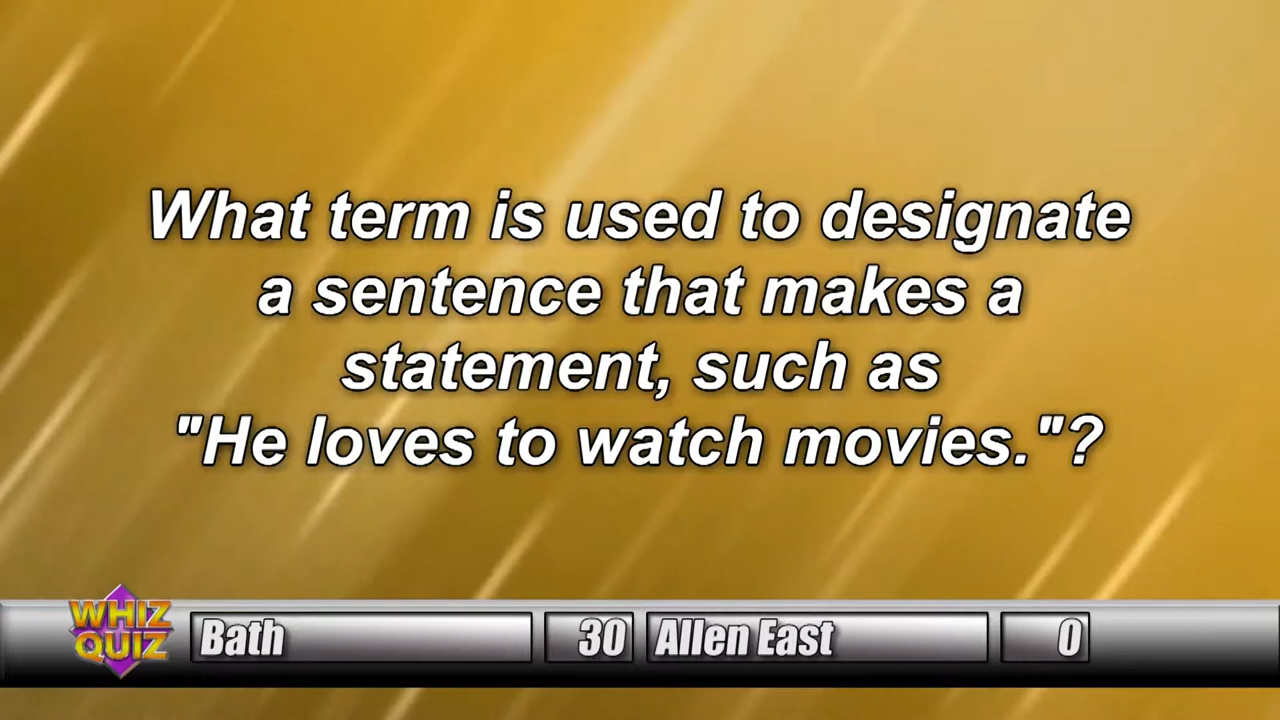 What term is used to designate
a sentence that makes a
statement, such as
"He loves to watch movies."?
WHIZ
QUIZ
Bath 30 Allen East 0